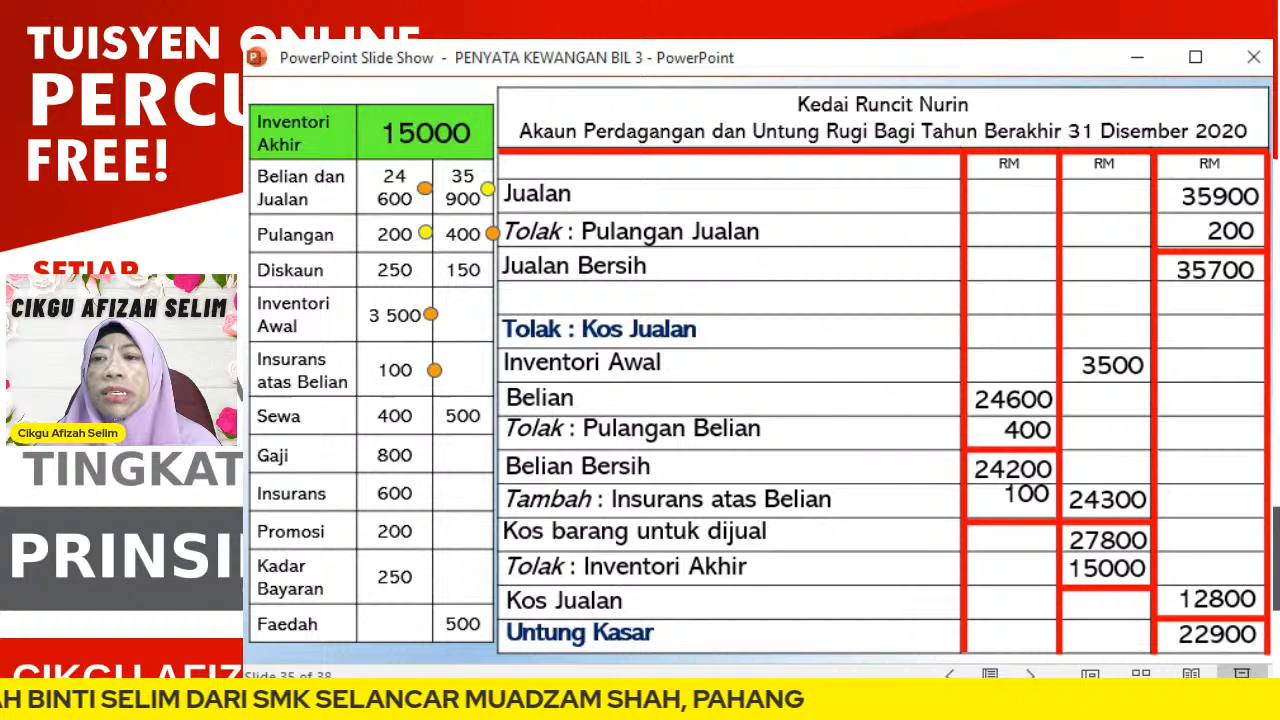 TUISYEN ONLINE
PERCU
FREE!
SETIAP
PowerPoint Slide Show - PENYATA KEWANGAN BIL 3 - PowerPoint
CIKGU AFIZAH SELIM
Cikgu Afizah Selim
TINGKAT
PRINSI
CIKGU AFIZ
Inventori Akhir 15000
Belian dan Jualan 24 600 35 900
Pulangan 200 400
Diskaun 250 150
Inventori Awal 3 500
Insurans atas Belian 100
Sewa 400 500
Gaji 800
Insurans 600
Promosi 200
Kadar Bayaran 250
Faedah 500
Kedai Runcit Nurin
Akaun Perdagangan dan Untung Rugi Bagi Tahun Berakhir 31 Disember 2020
RM RM RM
Jualan 35900
Tolak : Pulangan Jualan 200
Jualan Bersih 35700
Tolak : Kos Jualan
Inventori Awal 3500
Belian 24600
Tolak : Pulangan Belian 400
Belian Bersih 24200
Tambah : Insurans atas Belian 100 24300
Kos barang untuk dijual 27800
Tolak : Inventori Akhir 15000
Kos Jualan 12800
Untung Kasar 22900
Slide 35 of 38
AH BINTI SELIM DARI SMK SELANCAR MUADZAM SHAH, PAHANG